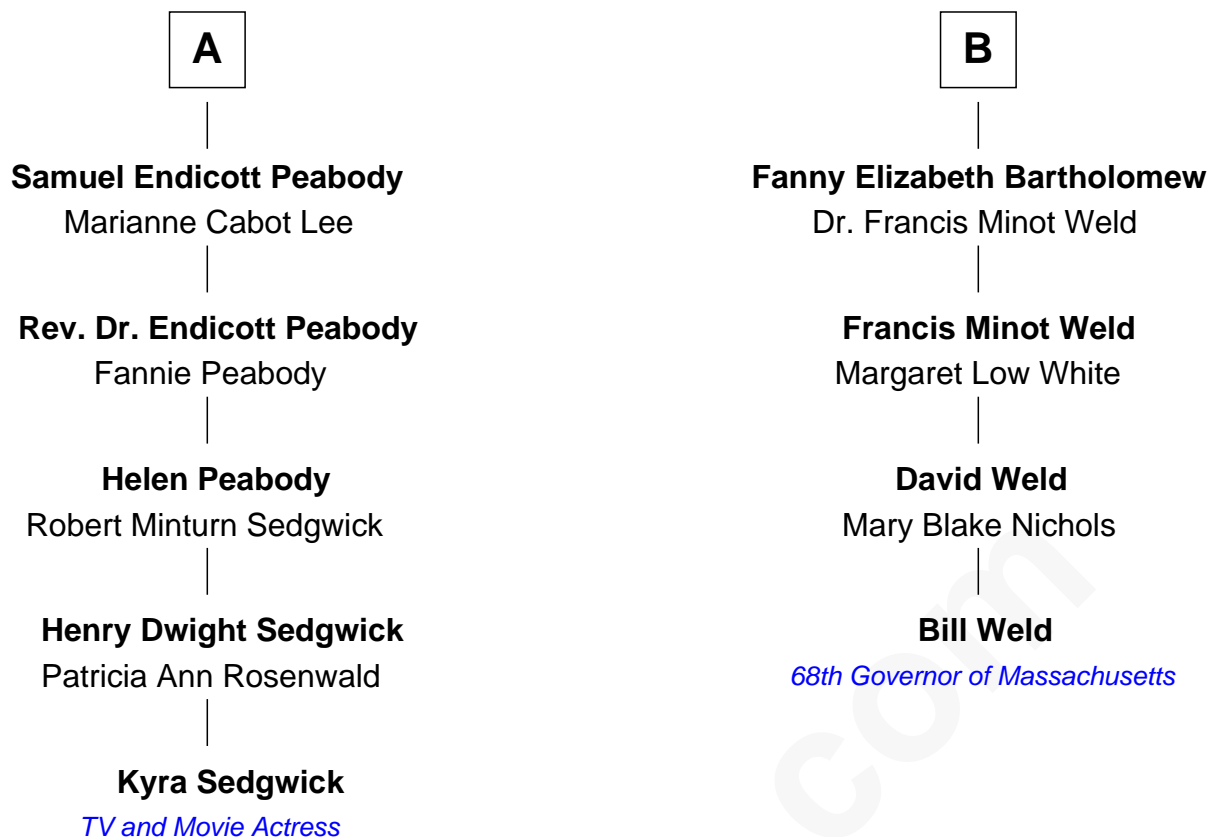 A
Samuel Endicott Peabody
Marianne Cabot Lee
Rev. Dr. Endicott Peabody
Fannie Peabody
Helen Peabody
Robert Minturn Sedgwick
Henry Dwight Sedgwick
Patricia Ann Rosenwald
Kyra Sedgwick
TV and Movie Actress
B
Fanny Elizabeth Bartholomew
Dr. Francis Minot Weld
Francis Minot Weld
Margaret Low White
David Weld
Mary Blake Nichols
Bill Weld
68th Governor of Massachusetts
com